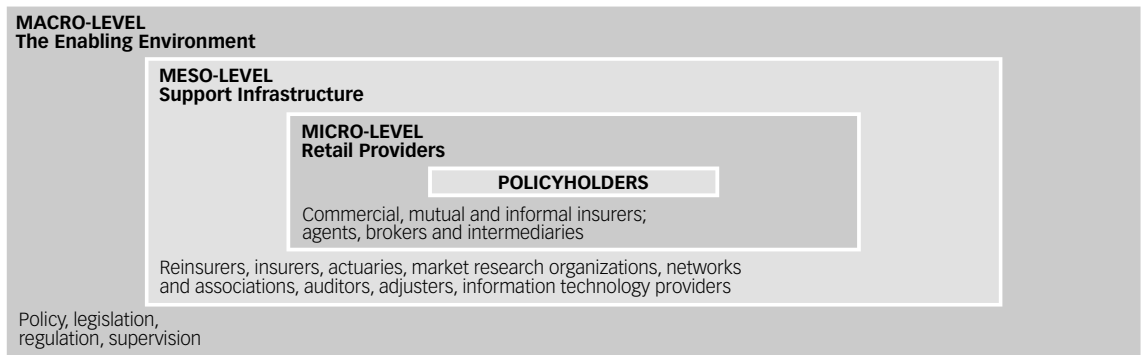 MACRO-LEVEL
The Enabling Environment
MESO-LEVEL
Support Infrastructure
MICRO-LEVEL
Retail Providers
POLICYHOLDERS
Commercial, mutual and informal insurers;
agents, brokers and intermediaries
Reinsurers, insurers, actuaries, market research organizations, networks
and associations, auditors, adjusters, information technology providers
Policy, legislation,
regulation, supervision